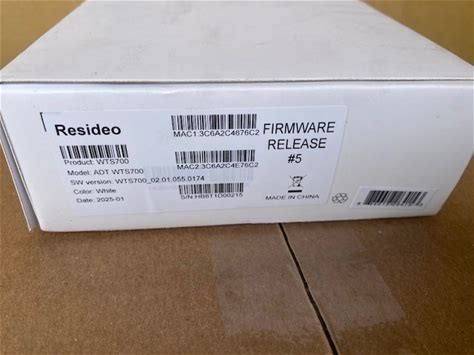 Resideo
Product: WTS700
Model: ADT WTS700
SW version: WTS700_02.01.055.0174
Color: White
Date: 2025-01
MAC1:3C6A2C4676C2
MAC2:3C6A2C4E76C2
S/N:HB6T1D00215
FIRMWARE
RELEASE
#5
MADE IN CHINA